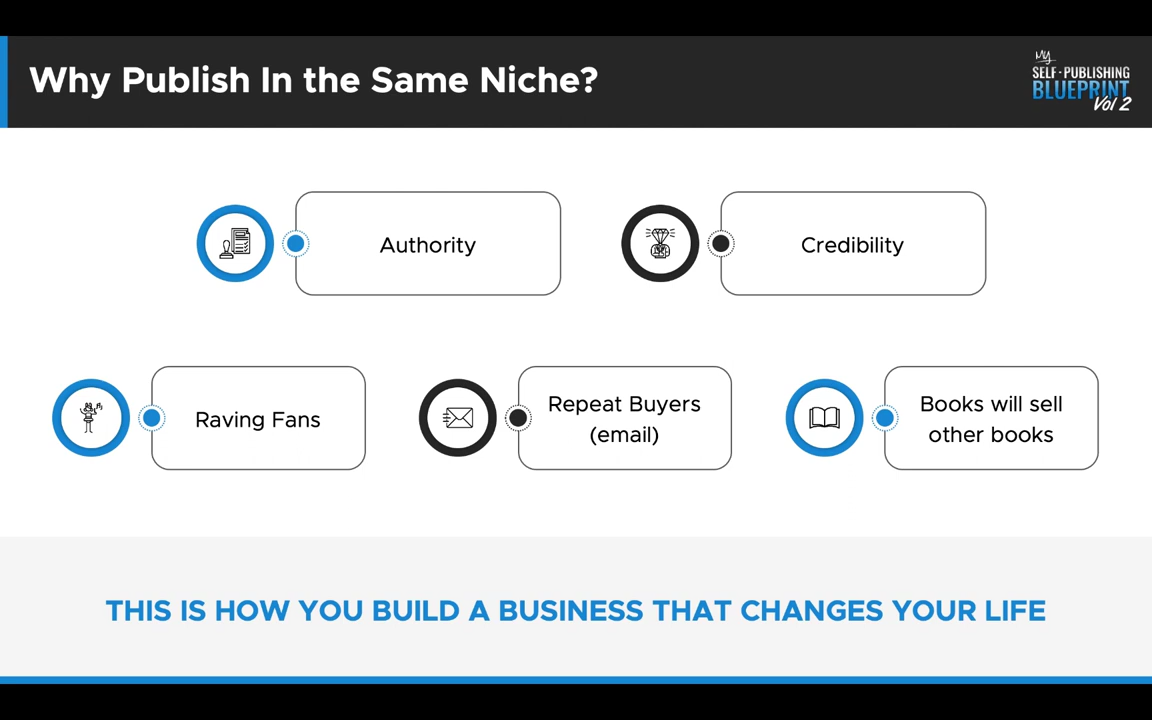 Why Publish In the Same Niche?
My
SELF-PUBLISHING
BLUEPRINT
Vol 2
Authority
Credibility
Raving Fans
Repeat Buyers
(email)
Books will sell
other books
THIS IS HOW YOU BUILD A BUSINESS THAT CHANGES YOUR LIFE